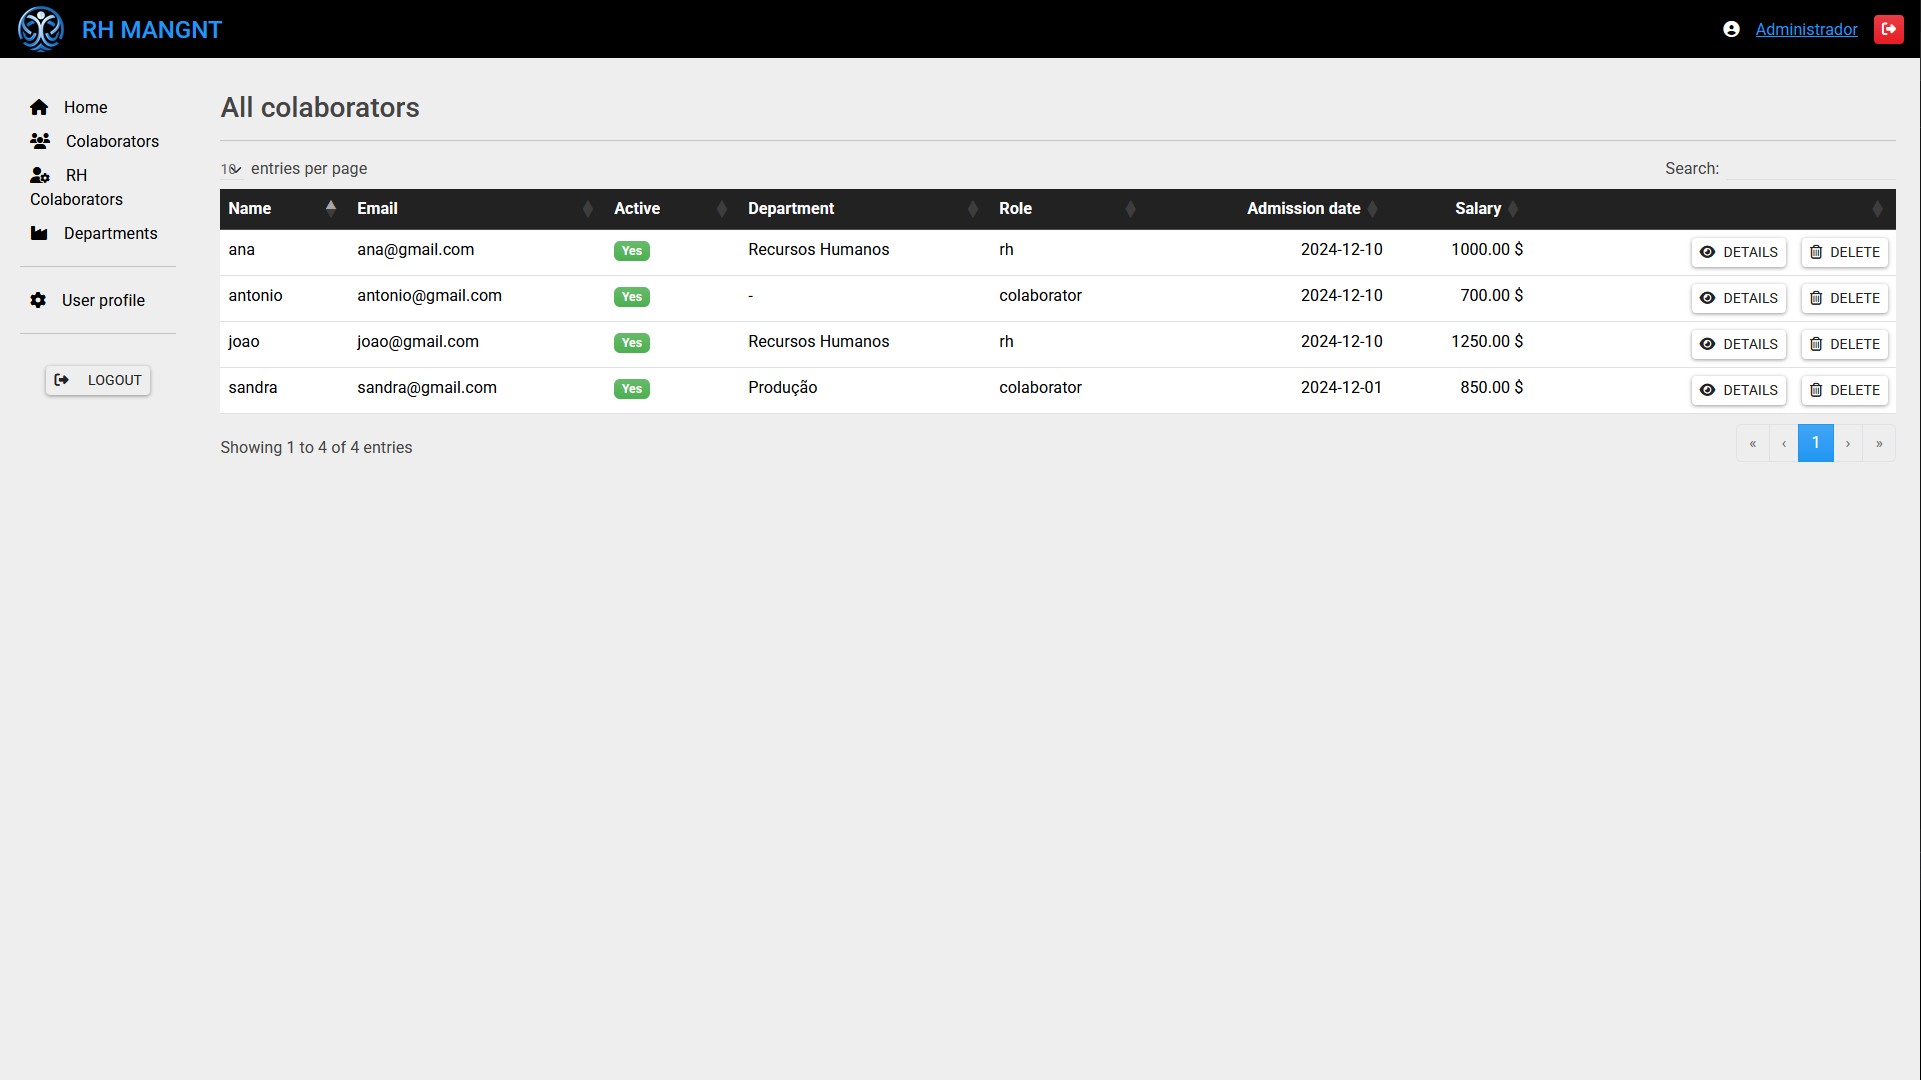 RH MANGNT
Administrador
Home
Colaborators
RH
Colaborators
Departments
User profile
LOGOUT
All colaborators
10 entries per page
Search:
Name Email Active Department Role Admission date Salary
ana ana@gmail.com Yes Recursos Humanos rh 2024-12-10 1000.00 $ DETAILS DELETE
antonio antonio@gmail.com Yes - colaborator 2024-12-10 700.00 $ DETAILS DELETE
joao joao@gmail.com Yes Recursos Humanos rh 2024-12-10 1250.00 $ DETAILS DELETE
sandra sandra@gmail.com Yes Produção colaborator 2024-12-01 850.00 $ DETAILS DELETE
Showing 1 to 4 of 4 entries
« ‹ 1 › »